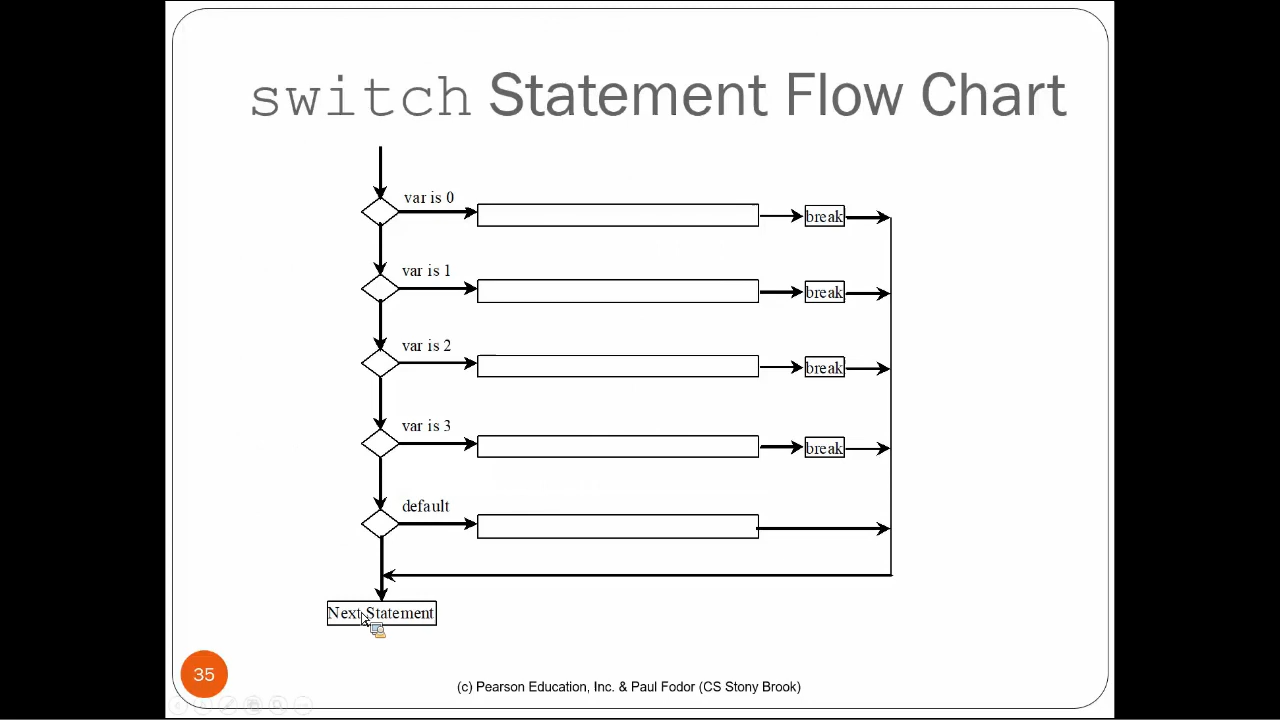 switch Statement Flow Chart
var is 0
break
var is 1
break
var is 2
break
var is 3
break
default
Next Statement
35
(c) Pearson Education, Inc. & Paul Fodor (CS Stony Brook)